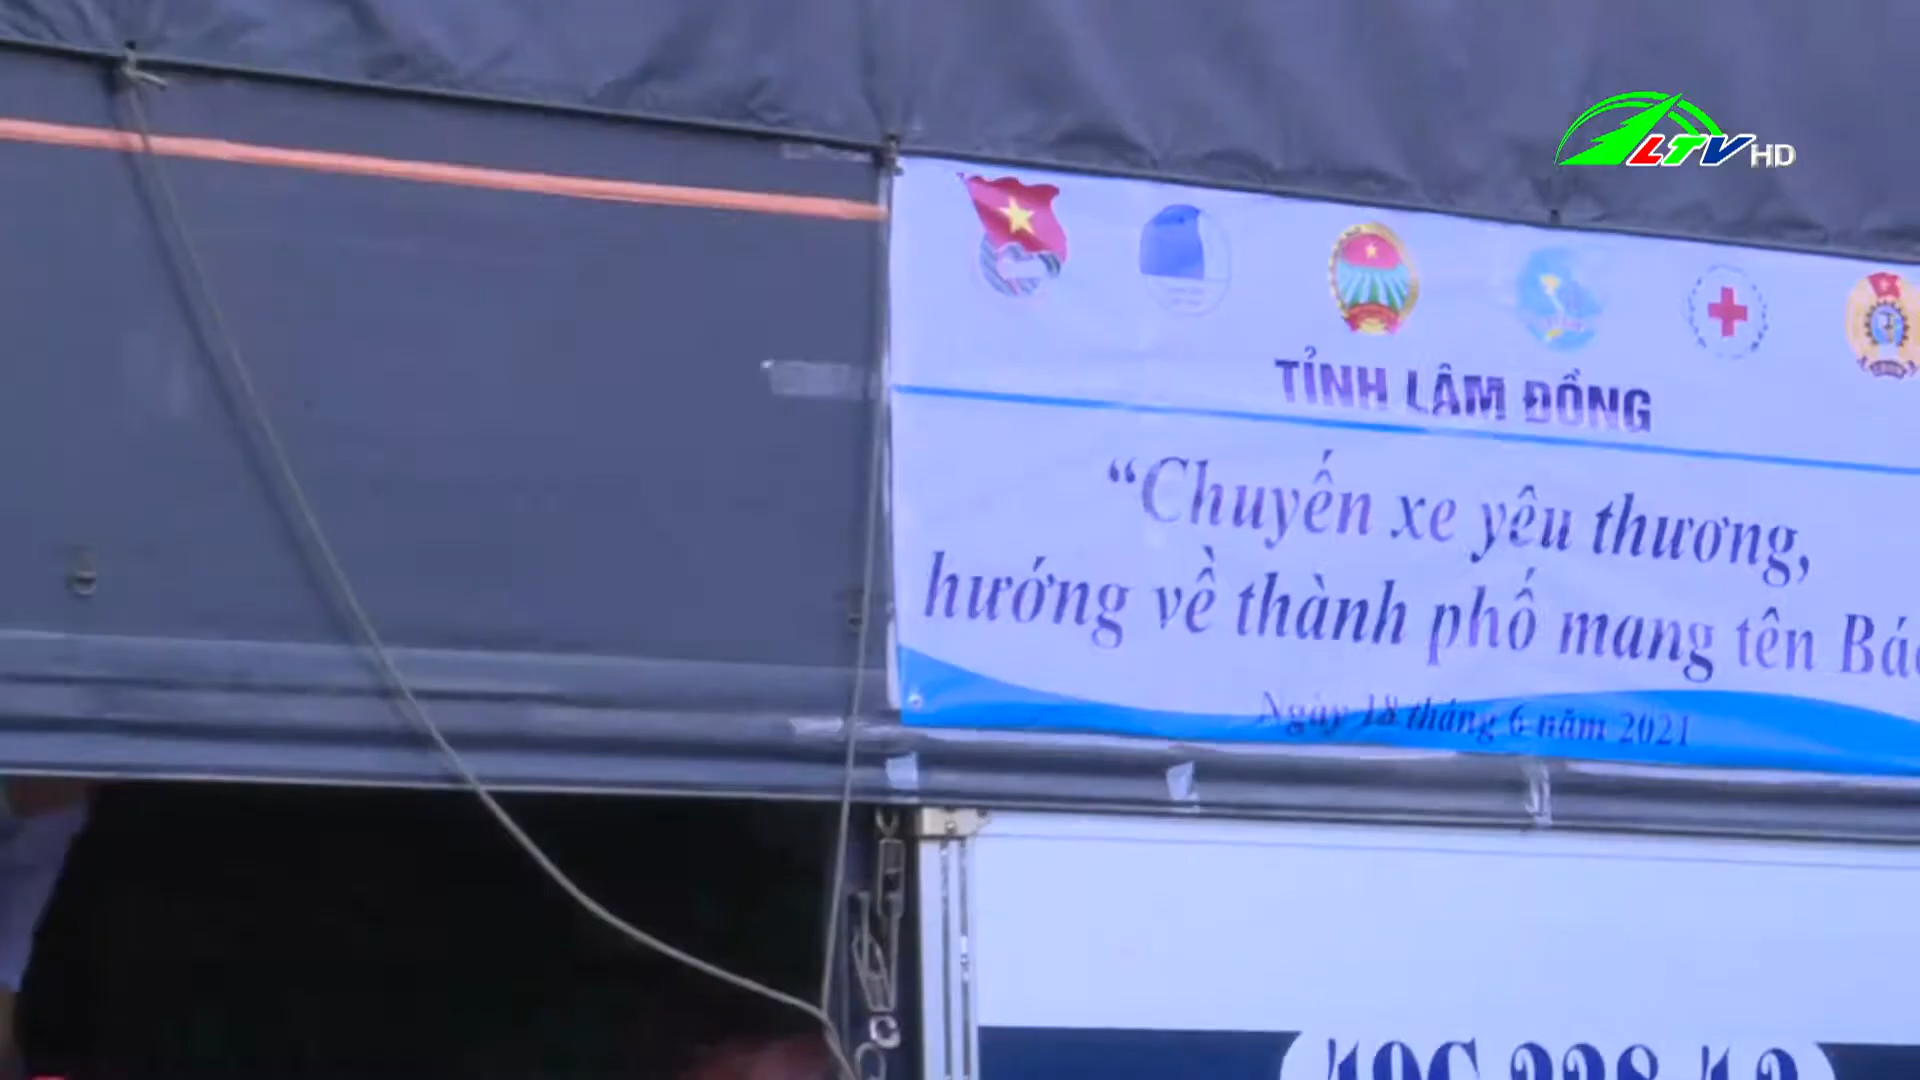 LTV HD
TỈNH LÂM ĐỒNG
“Chuyến xe yêu thương,
hướng về thành phố mang tên Bác
Ngày 18 tháng 6 năm 2021